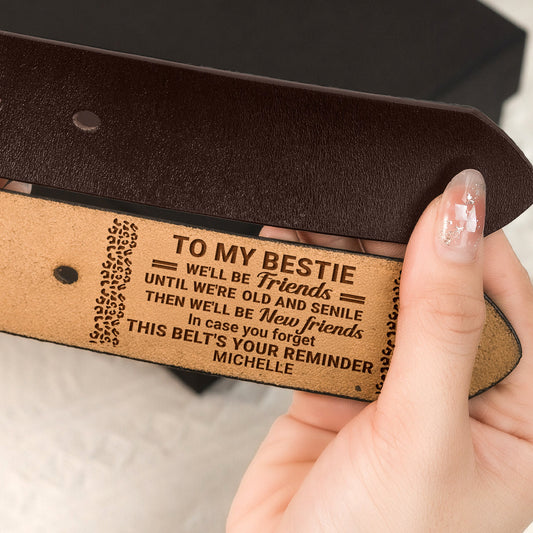 TO MY BESTIE
WE'LL BE Friends
UNTIL WE'RE OLD AND SENILE
THEN WE'LL BE New friends
In case you forget
THIS BELT'S YOUR REMINDER
MICHELLE